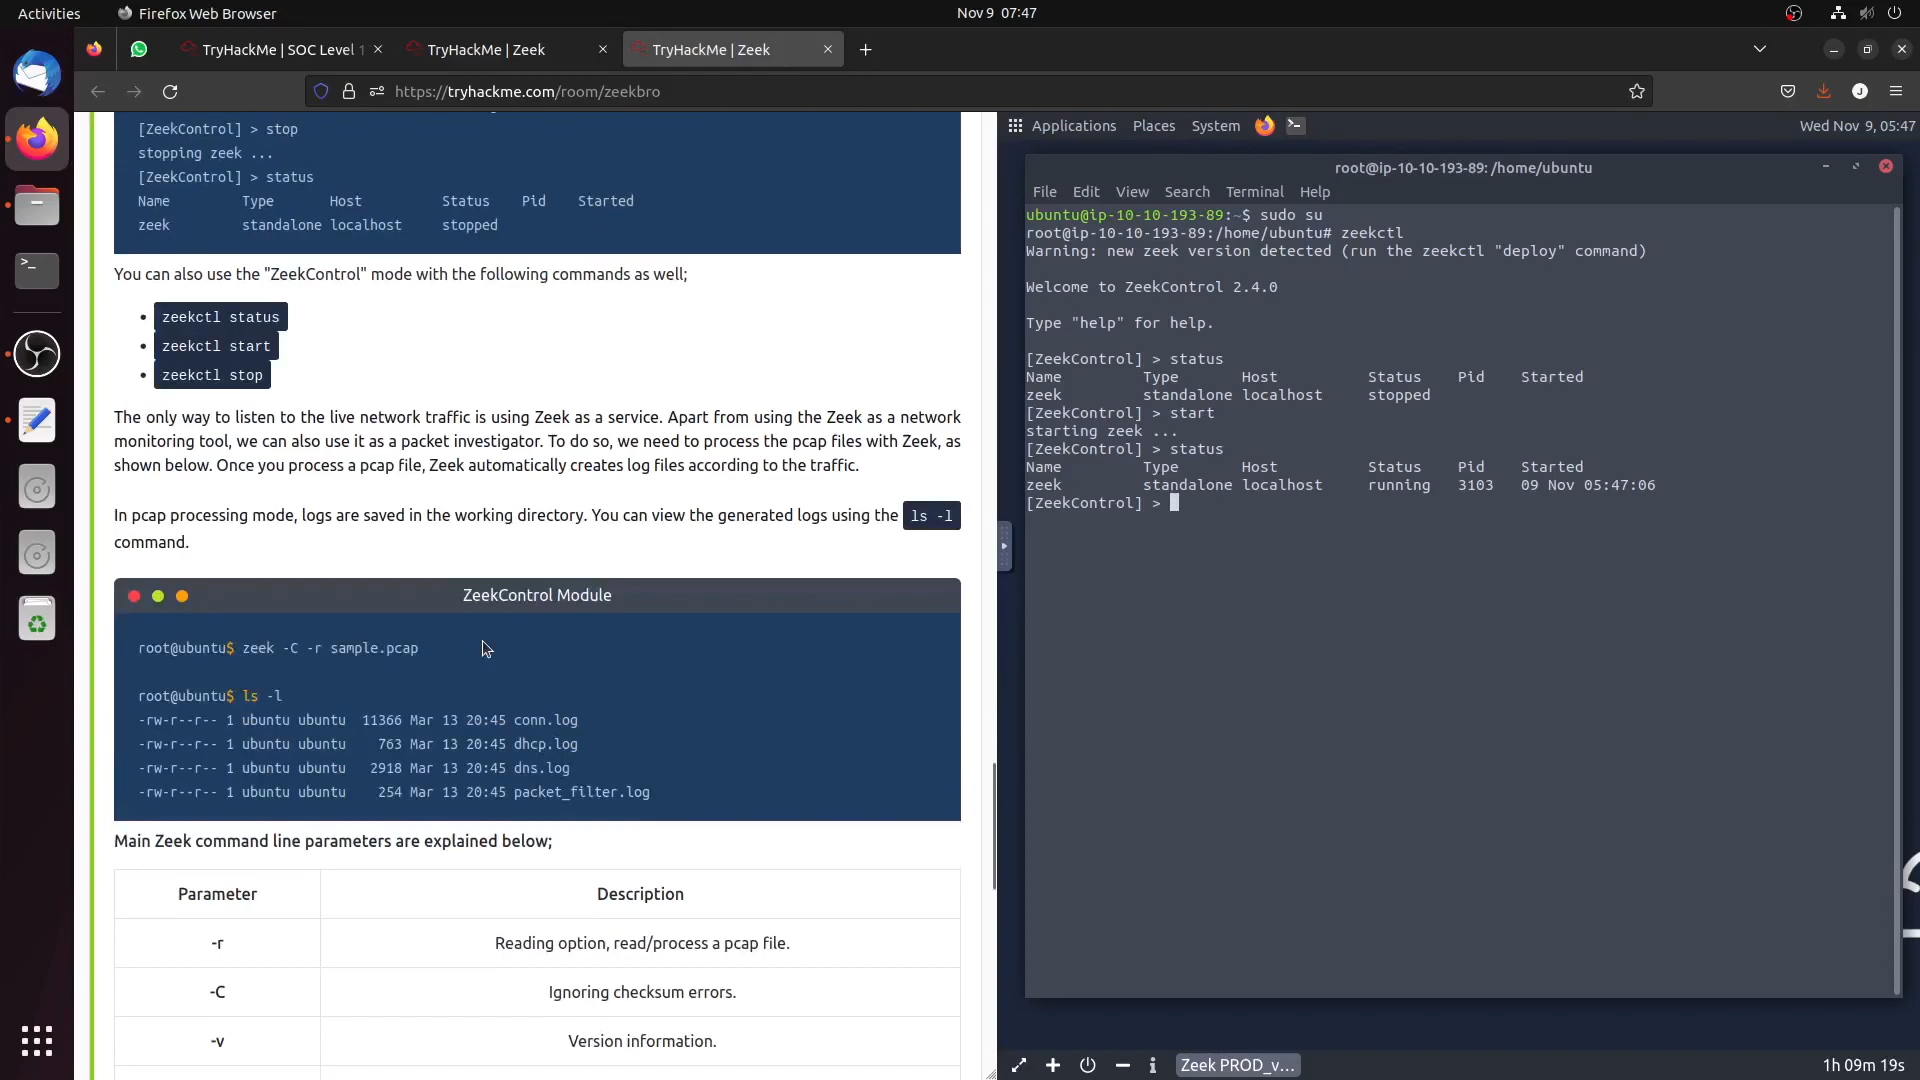 Activities
Firefox Web Browser
Nov 9 07:47
TryHackMe | SOC Level 1
TryHackMe | Zeek
TryHackMe | Zeek
https://tryhackme.com/room/zeekbro
[ZeekControl] > stop
stopping zeek ...
[ZeekControl] > status
Name Type Host Status Pid Started
zeek standalone localhost stopped
You can also use the "ZeekControl" mode with the following commands as well;
• zeekctl status
• zeekctl start
• zeekctl stop
The only way to listen to the live network traffic is using Zeek as a service. Apart from using the Zeek as a network
monitoring tool, we can also use it as a packet investigator. To do so, we need to process the pcap files with Zeek, as
shown below. Once you process a pcap file, Zeek automatically creates log files according to the traffic.
In pcap processing mode, logs are saved in the working directory. You can view the generated logs using the ls -l
command.
ZeekControl Module
root@ubuntu$ zeek -C -r sample.pcap
root@ubuntu$ ls -l
-rw-r--r-- 1 ubuntu ubuntu 11366 Mar 13 20:45 conn.log
-rw-r--r-- 1 ubuntu ubuntu 763 Mar 13 20:45 dhcp.log
-rw-r--r-- 1 ubuntu ubuntu 2918 Mar 13 20:45 dns.log
-rw-r--r-- 1 ubuntu ubuntu 254 Mar 13 20:45 packet_filter.log
Main Zeek command line parameters are explained below;
Parameter Description
-r Reading option, read/process a pcap file.
-C Ignoring checksum errors.
-v Version information.
Applications Places System
Wed Nov 9, 05:47
root@ip-10-10-193-89: /home/ubuntu
File Edit View Search Terminal Help
ubuntu@ip-10-10-193-89:~$ sudo su
root@ip-10-10-193-89:/home/ubuntu# zeekctl
Warning: new zeek version detected (run the zeekctl "deploy" command)
Welcome to ZeekControl 2.4.0
Type "help" for help.
[ZeekControl] > status
Name Type Host Status Pid Started
zeek standalone localhost stopped
[ZeekControl] > start
starting zeek ...
[ZeekControl] > status
Name Type Host Status Pid Started
zeek standalone localhost running 3103 09 Nov 05:47:06
[ZeekControl] >
Zeek PROD_v...
1h 09m 19s